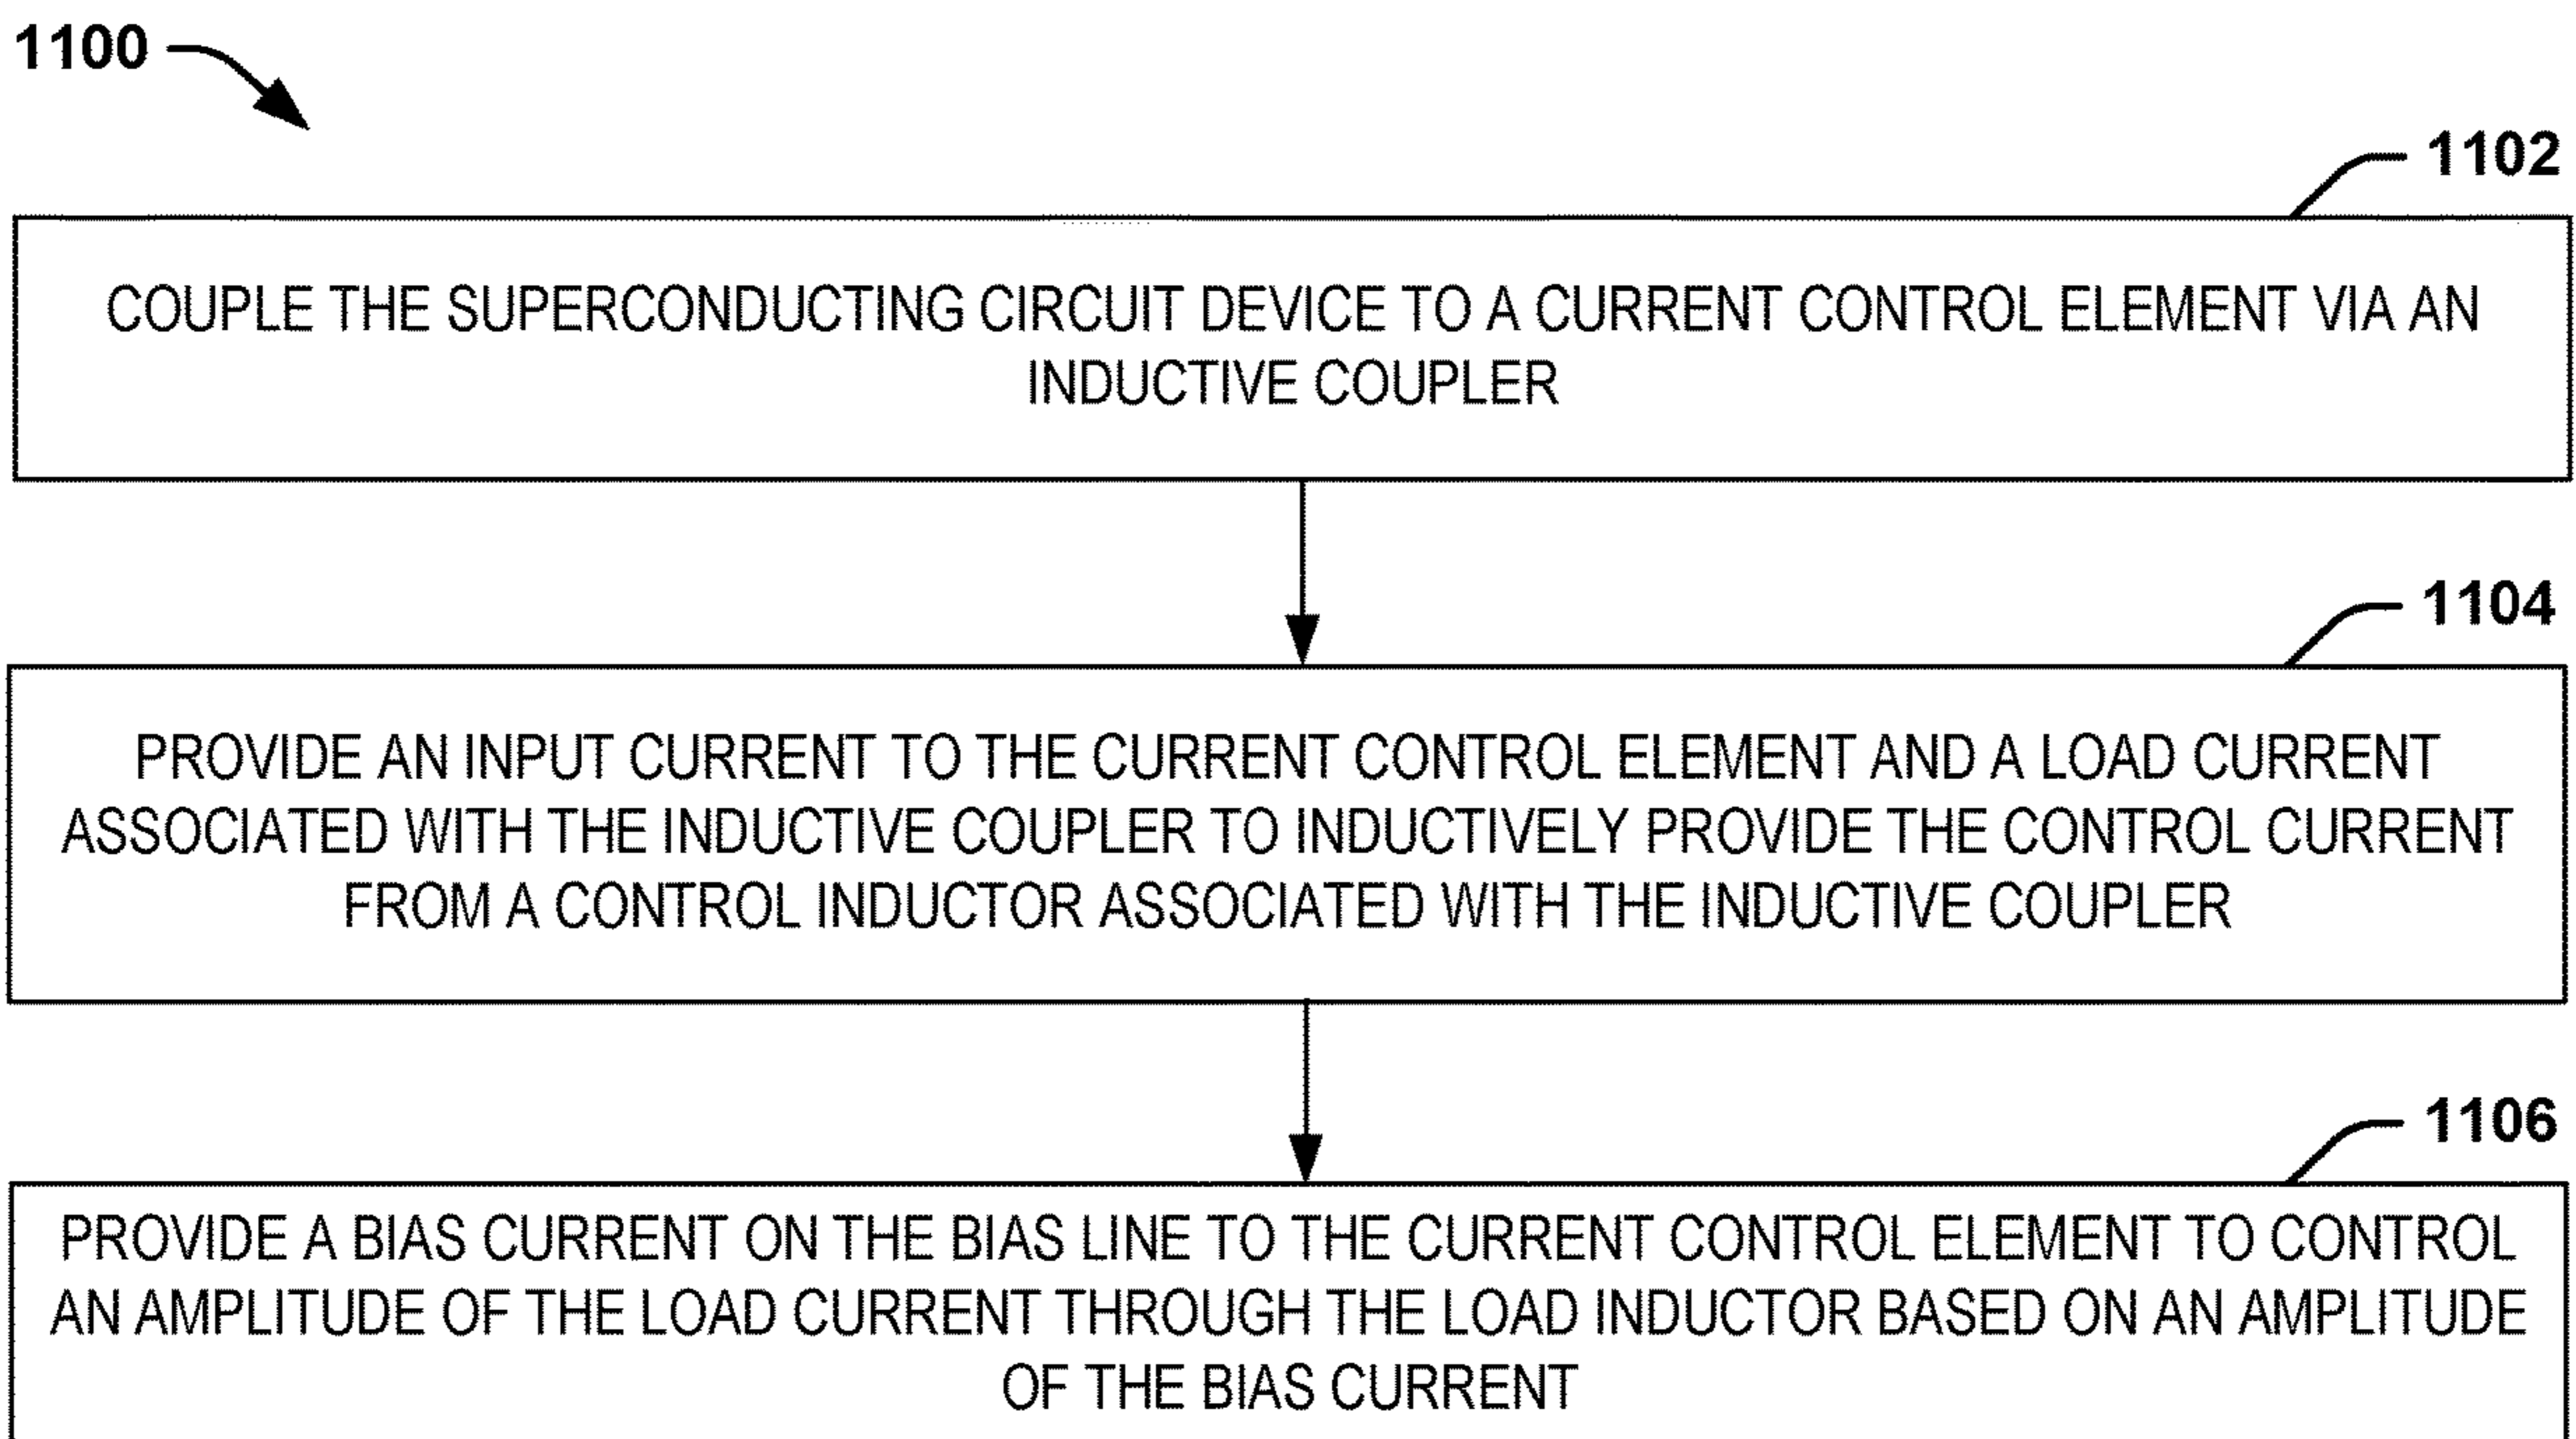 1100
1102
COUPLE THE SUPERCONDUCTING CIRCUIT DEVICE TO A CURRENT CONTROL ELEMENT VIA AN
INDUCTIVE COUPLER
1104
PROVIDE AN INPUT CURRENT TO THE CURRENT CONTROL ELEMENT AND A LOAD CURRENT
ASSOCIATED WITH THE INDUCTIVE COUPLER TO INDUCTIVELY PROVIDE THE CONTROL CURRENT
FROM A CONTROL INDUCTOR ASSOCIATED WITH THE INDUCTIVE COUPLER
1106
PROVIDE A BIAS CURRENT ON THE BIAS LINE TO THE CURRENT CONTROL ELEMENT TO CONTROL
AN AMPLITUDE OF THE LOAD CURRENT THROUGH THE LOAD INDUCTOR BASED ON AN AMPLITUDE
OF THE BIAS CURRENT